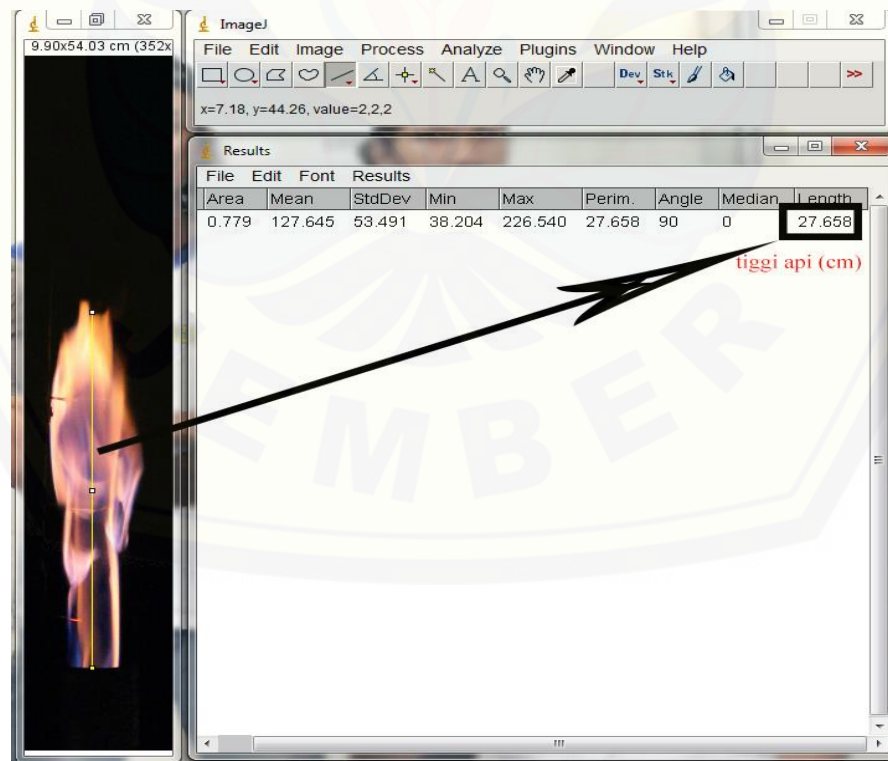 9.90x54.03 cm (352x
ImageJ
File Edit Image Process Analyze Plugins Window Help
A Dev Stk >>
x=7.18, y=44.26, value=2,2,2
Results
File Edit Font Results
Area Mean StdDev Min Max Perim. Angle Median Length
0.779 127.645 53.491 38.204 226.540 27.658 90 0 27.658
tiggi api (cm)
EMBER